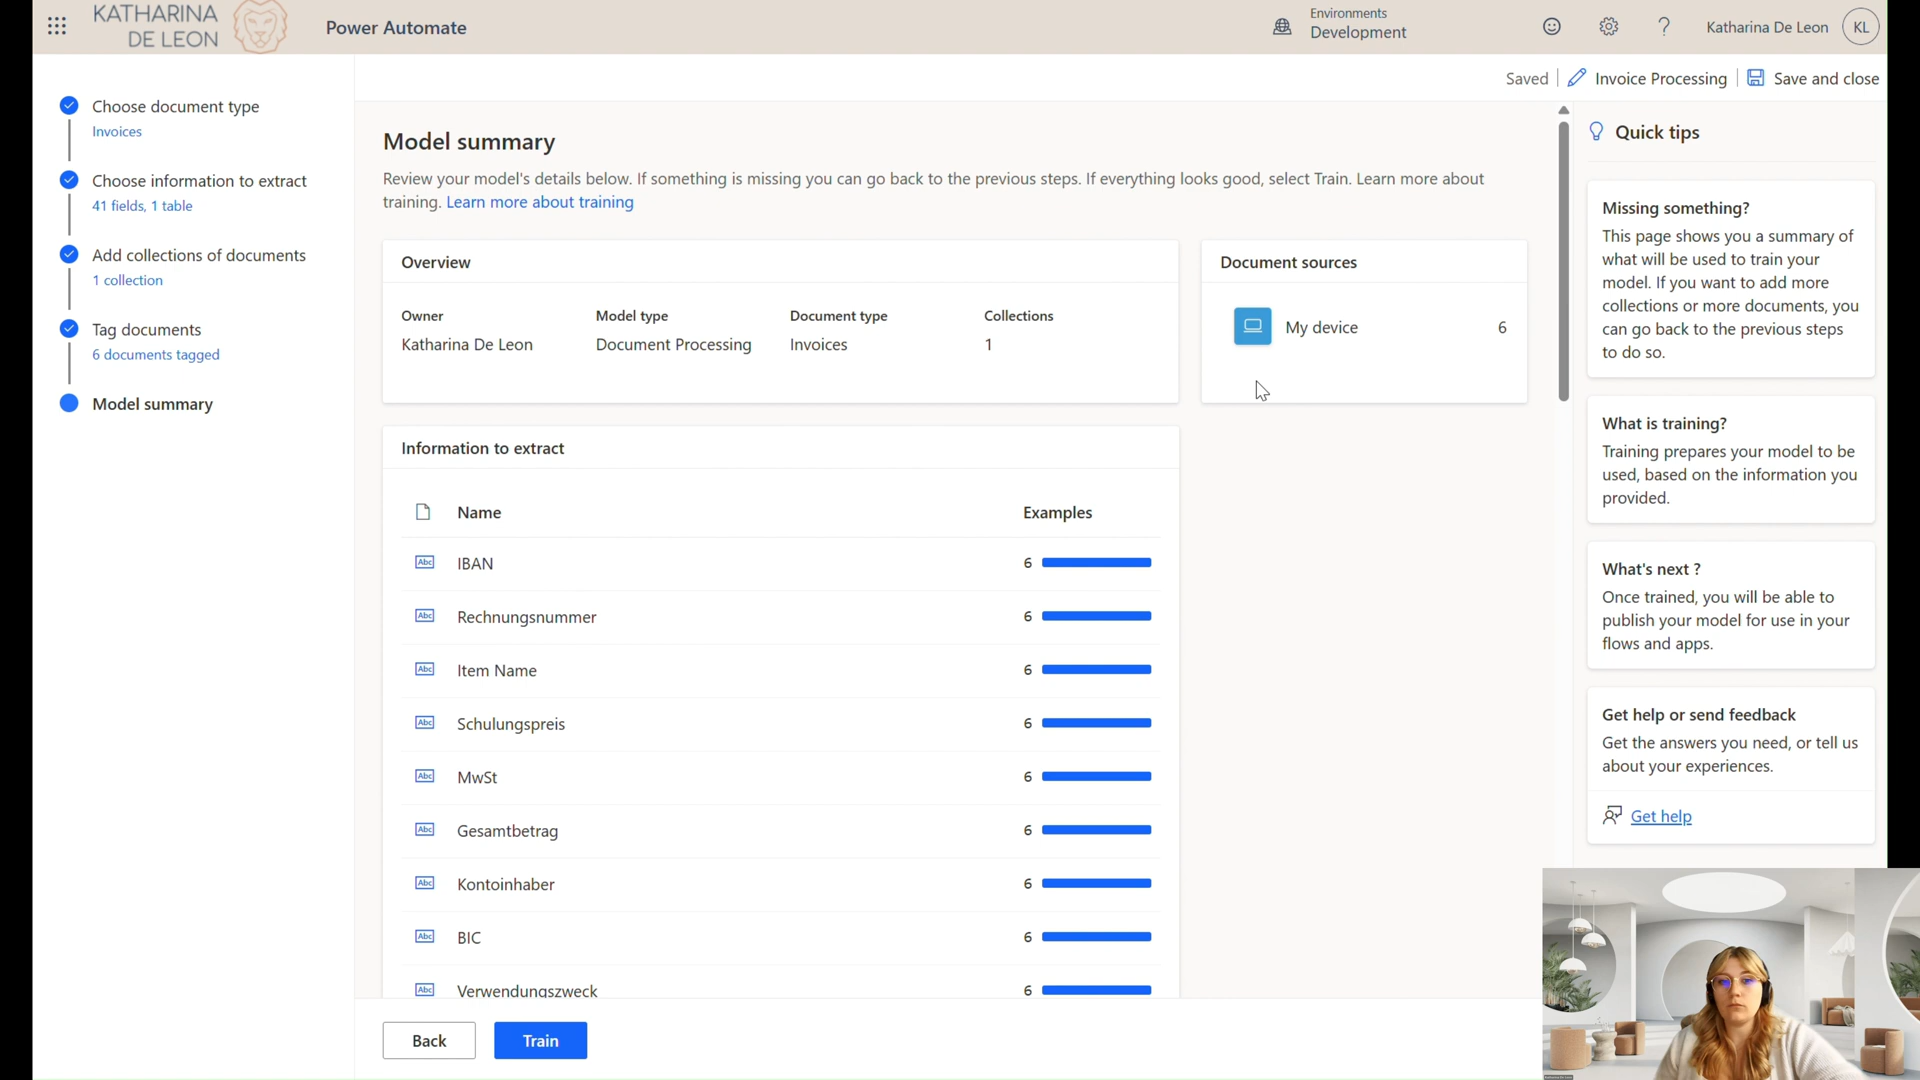 KATHARINA
DE LEON
Power Automate
Environments
Development
Katharina De Leon
KL
Saved
Invoice Processing
Save and close
Choose document type
Invoices
Choose information to extract
41 fields, 1 table
Add collections of documents
1 collection
Tag documents
6 documents tagged
Model summary
Model summary
Review your model's details below. If something is missing you can go back to the previous steps. If everything looks good, select Train. Learn more about
training. Learn more about training
Overview
Owner
Model type
Document type
Collections
Katharina De Leon
Document Processing
Invoices
1
Document sources
My device
6
Information to extract
Name
Examples
Abc IBAN 6
Abc Rechnungsnummer 6
Abc Item Name 6
Abc Schulungspreis 6
Abc MwSt 6
Abc Gesamtbetrag 6
Abc Kontoinhaber 6
Abc BIC 6
Abc Verwendungszweck 6
Back
Train
Quick tips
Missing something?
This page shows you a summary of
what will be used to train your
model. If you want to add more
collections or more documents, you
can go back to the previous steps
to do so.
What is training?
Training prepares your model to be
used, based on the information you
provided.
What's next ?
Once trained, you will be able to
publish your model for use in your
flows and apps.
Get help or send feedback
Get the answers you need, or tell us
about your experiences.
Get help